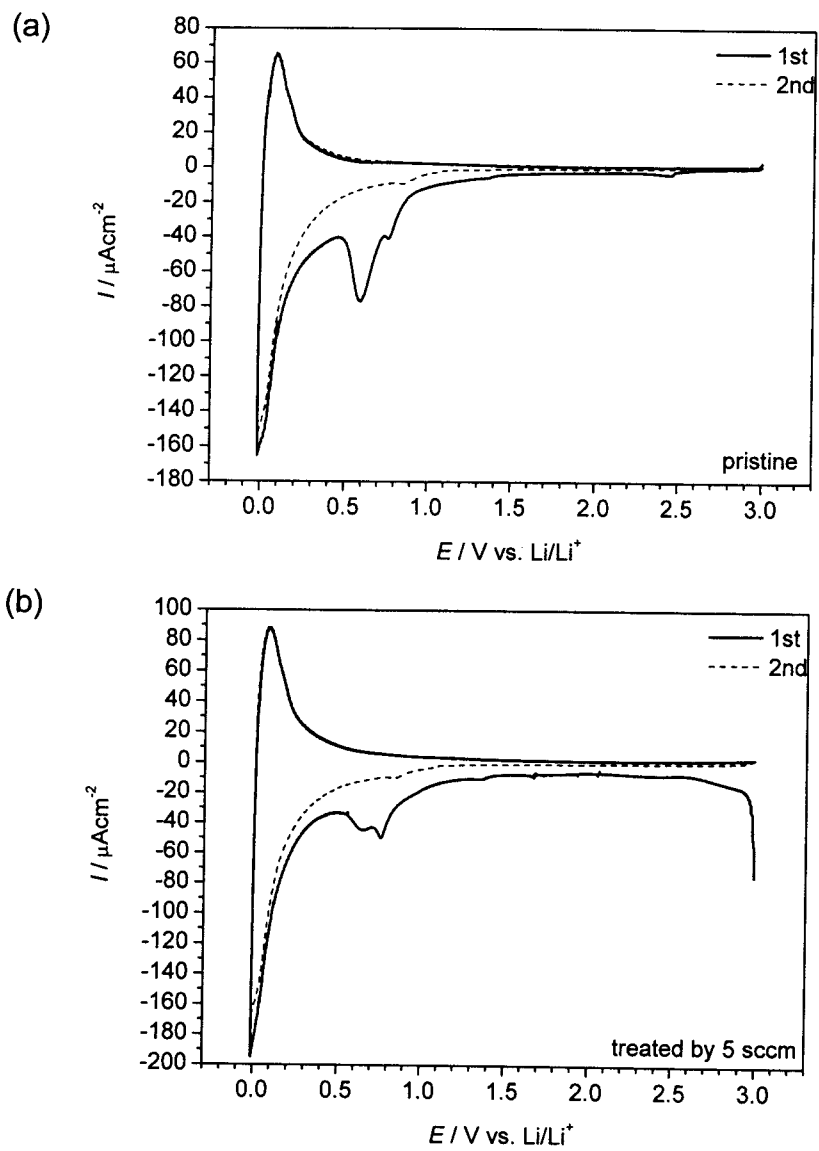 (a)
80
60
40
20
0
-20
-40
-60
-80
-100
-120
-140
-160
-180
I / μAcm⁻²
1st
2nd
pristine
0.0 0.5 1.0 1.5 2.0 2.5 3.0
E / V vs. Li/Li⁺
(b)
100
80
60
40
20
0
-20
-40
-60
-80
-100
-120
-140
-160
-180
-200
I / μAcm⁻²
1st
2nd
treated by 5 sccm
0.0 0.5 1.0 1.5 2.0 2.5 3.0
E / V vs. Li/Li⁺